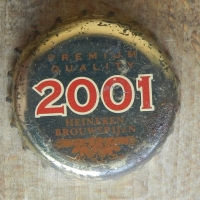 PREMIUM
QUALITY
2001
HEINEKEN
BROUWERIJEN